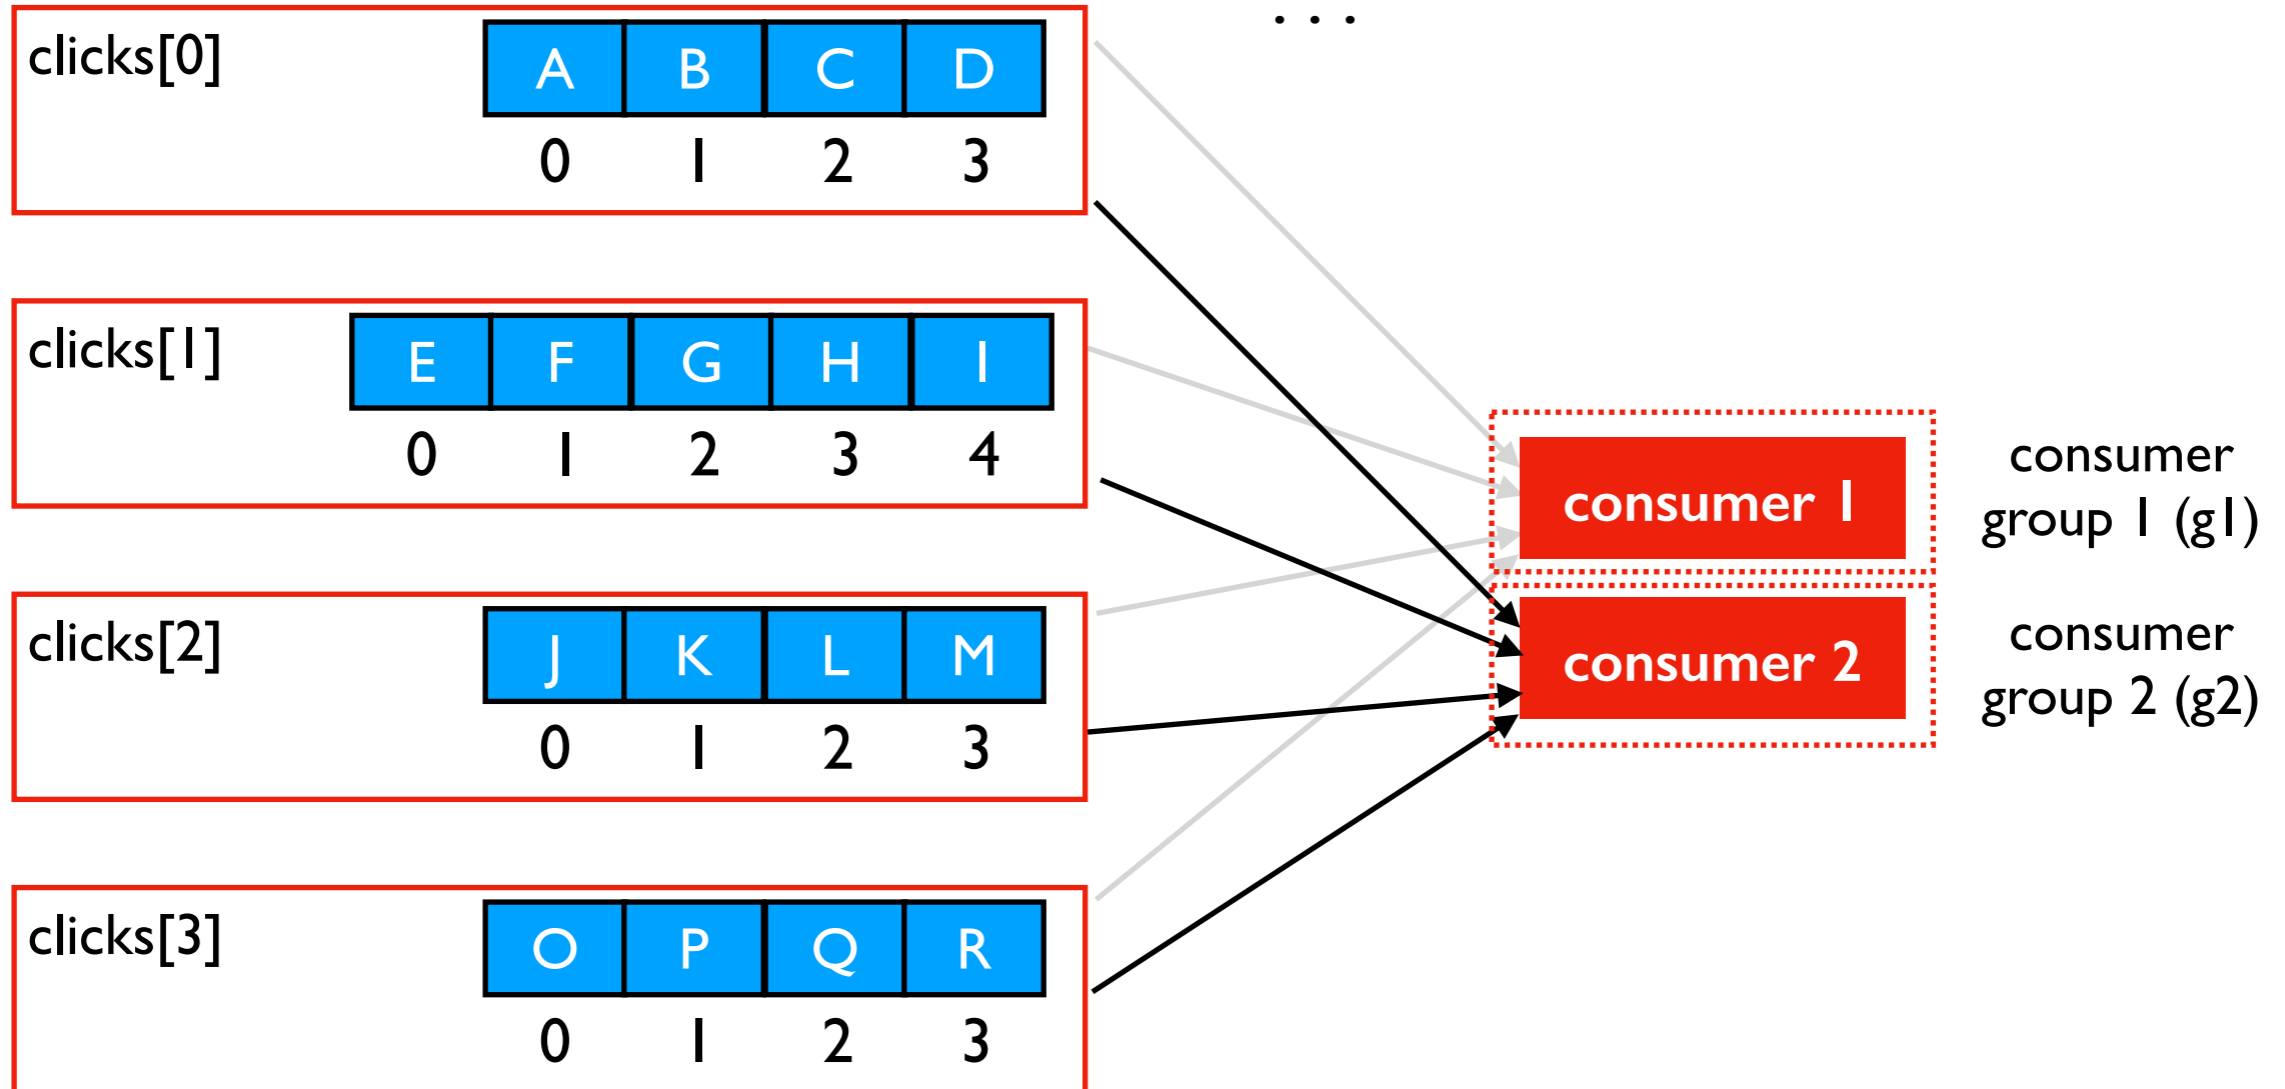 . . .
clicks[0]
A B C D
0 1 2 3
clicks[1]
E F G H I
0 1 2 3 4
consumer 1
consumer
group 1 (g1)
clicks[2]
J K L M
0 1 2 3
consumer 2
consumer
group 2 (g2)
clicks[3]
O P Q R
0 1 2 3